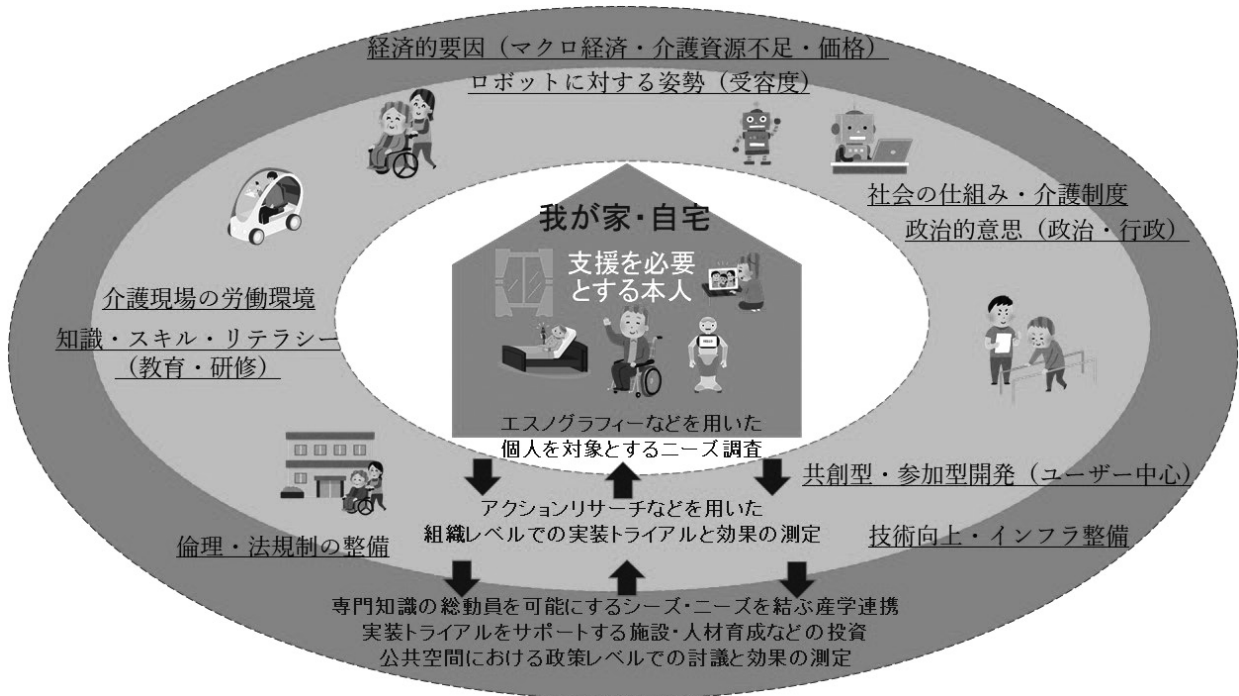 経済的要因（マクロ経済・介護資源不足・価格）
ロボットに対する姿勢（受容度）
社会の仕組み・介護制度
政治的意思（政治・行政）
我が家・自宅
支援を必要
とする本人
介護現場の労働環境
知識・スキル・リテラシー
（教育・研修）
エスノグラフィーなどを用いた
個人を対象とするニーズ調査
共創型・参加型開発（ユーザー中心）
アクションリサーチなどを用いた
組織レベルでの実装トライアルと効果の測定
倫理・法規制の整備
技術向上・インフラ整備
専門知識の総動員を可能にするシーズ・ニーズを結ぶ産学連携
実装トライアルをサポートする施設・人材育成などの投資
公共空間における政策レベルでの討議と効果の測定